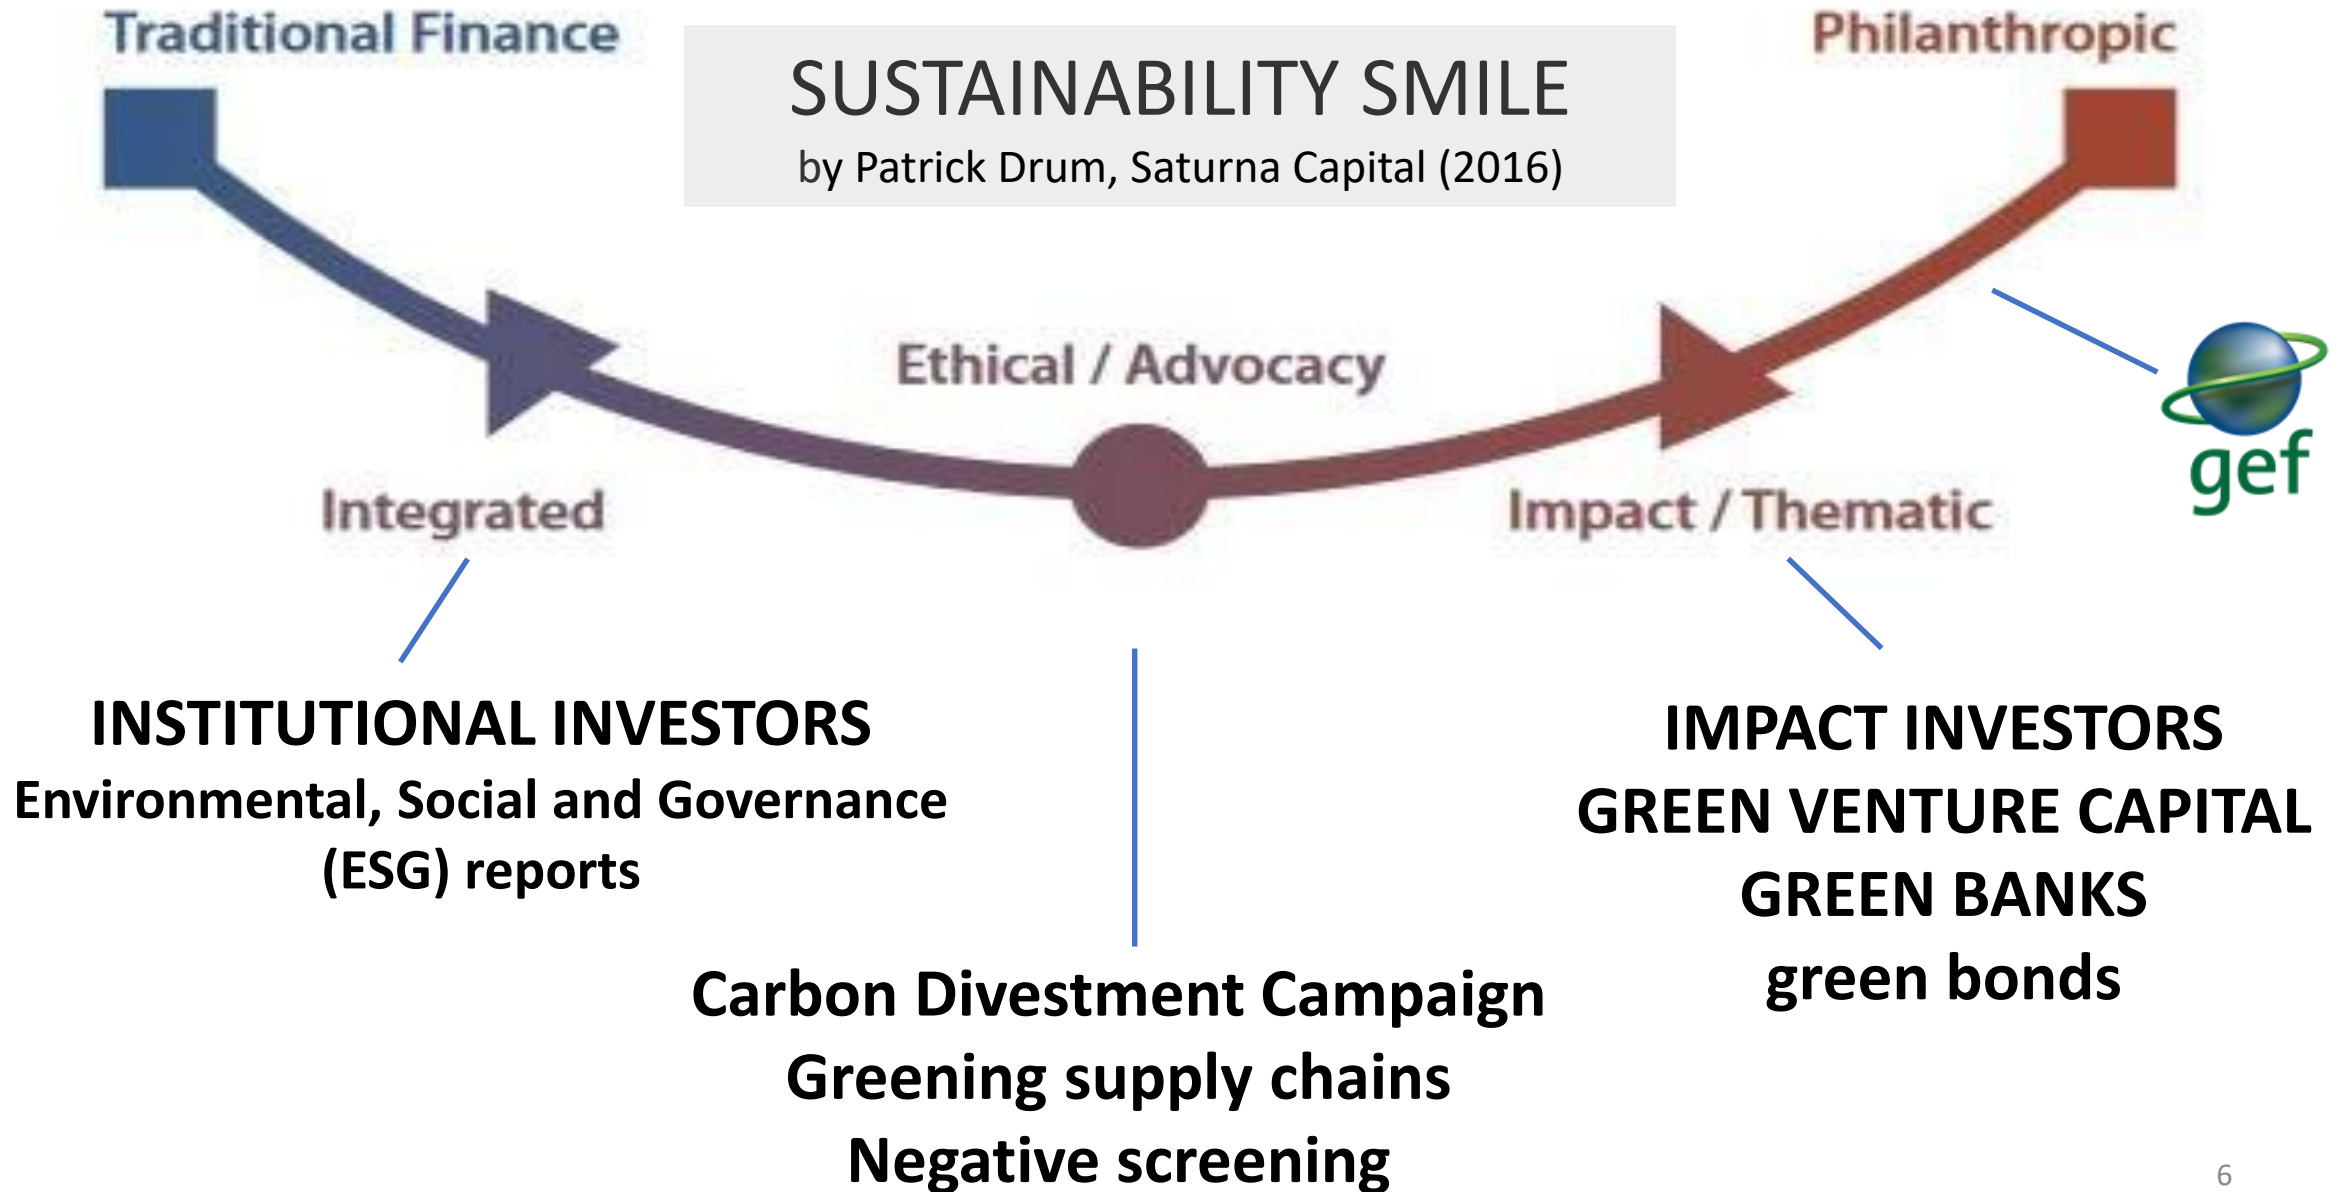 Traditional Finance
Philanthropic
SUSTAINABILITY SMILE
by Patrick Drum, Saturna Capital (2016)
Ethical / Advocacy
gef
Integrated
Impact / Thematic
INSTITUTIONAL INVESTORS
Environmental, Social and Governance
(ESG) reports
IMPACT INVESTORS
GREEN VENTURE CAPITAL
GREEN BANKS
green bonds
Carbon Divestment Campaign
Greening supply chains
Negative screening
6